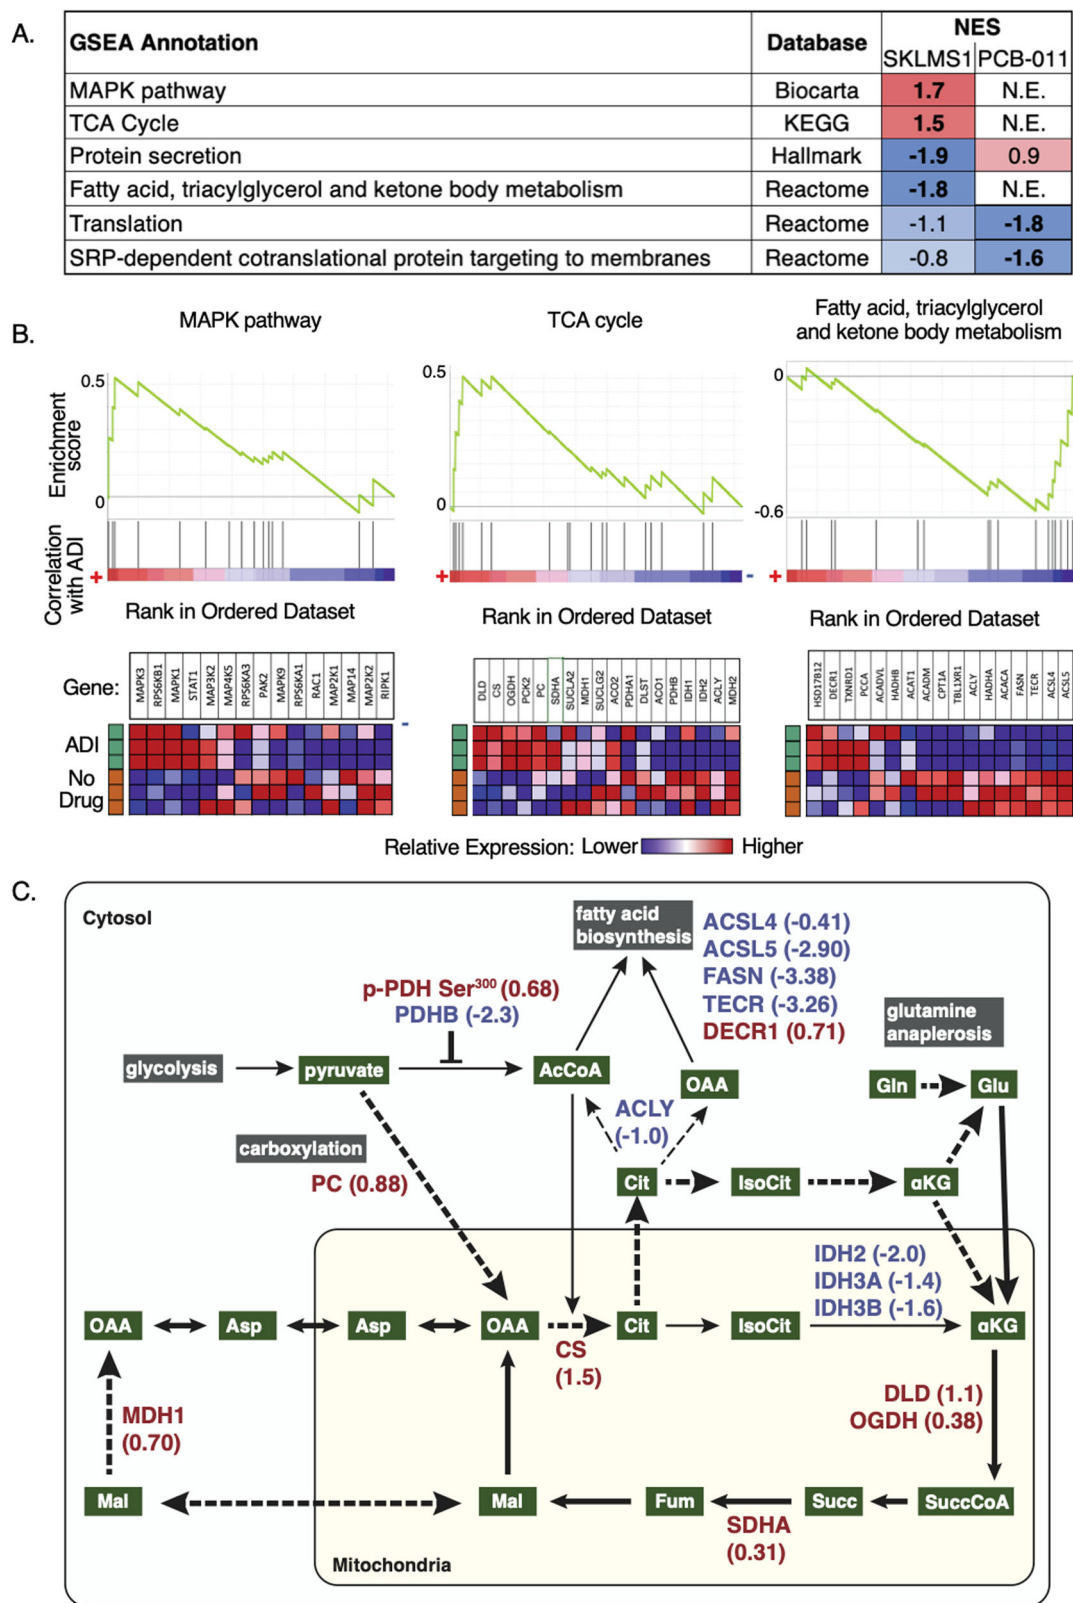 A.
GSEA Annotation Database NES
SKLMS1 PCB-011
MAPK pathway Biocarta 1.7 N.E.
TCA Cycle KEGG 1.5 N.E.
Protein secretion Hallmark -1.9 0.9
Fatty acid, triacylglycerol and ketone body metabolism Reactome -1.8 N.E.
Translation Reactome -1.1 -1.8
SRP-dependent cotranslational protein targeting to membranes Reactome -0.8 -1.6
B.
MAPK pathway
TCA cycle
Fatty acid, triacylglycerol
and ketone body metabolism
Enrichment
score
0.5
0
0.5
0
0
-0.6
Correlation
with ADI
+
+ -
+
Rank in Ordered Dataset
Rank in Ordered Dataset
Rank in Ordered Dataset
Gene:
MAPK3 RPS6KB1 MAPK1 STAT1 MAP3K2 MAP4K5 RPS6KA3 PAK2 MAPK9 RPS6KA1 RAC1 MAP2K1 MAP14 MAP2K2 RIPK1
DLD CS OGDH PCK2 PC SDHA SUCLA2 MDH1 SUCLG2 ACO2 PDHA1 DLST ACO1 PDHB IDH1 IDH2 ACLY MDH2
HSD17B12 DECR1 TXNRD1 PCCA ACADVL HADHB ACAT1 ACADM CPT1A TBL1XR1 ACLY HADHA ACACA FASN TECR ACSL4 ACSL5
-
ADI
No
Drug
Relative Expression: Lower Higher
C.
Cytosol
fatty acid
biosynthesis
ACSL4 (-0.41)
ACSL5 (-2.90)
FASN (-3.38)
TECR (-3.26)
DECR1 (0.71)
p-PDH Ser³⁰⁰ (0.68)
PDHB (-2.3)
glutamine
anaplerosis
glycolysis
pyruvate
AcCoA
OAA
Gln
Glu
ACLY
(-1.0)
carboxylation
PC (0.88)
Cit
IsoCit
αKG
IDH2 (-2.0)
IDH3A (-1.4)
IDH3B (-1.6)
OAA
Asp
Asp
OAA
Cit
IsoCit
αKG
CS
(1.5)
DLD (1.1)
OGDH (0.38)
MDH1
(0.70)
Mal
Mal
Fum
Succ
SuccCoA
SDHA
(0.31)
Mitochondria